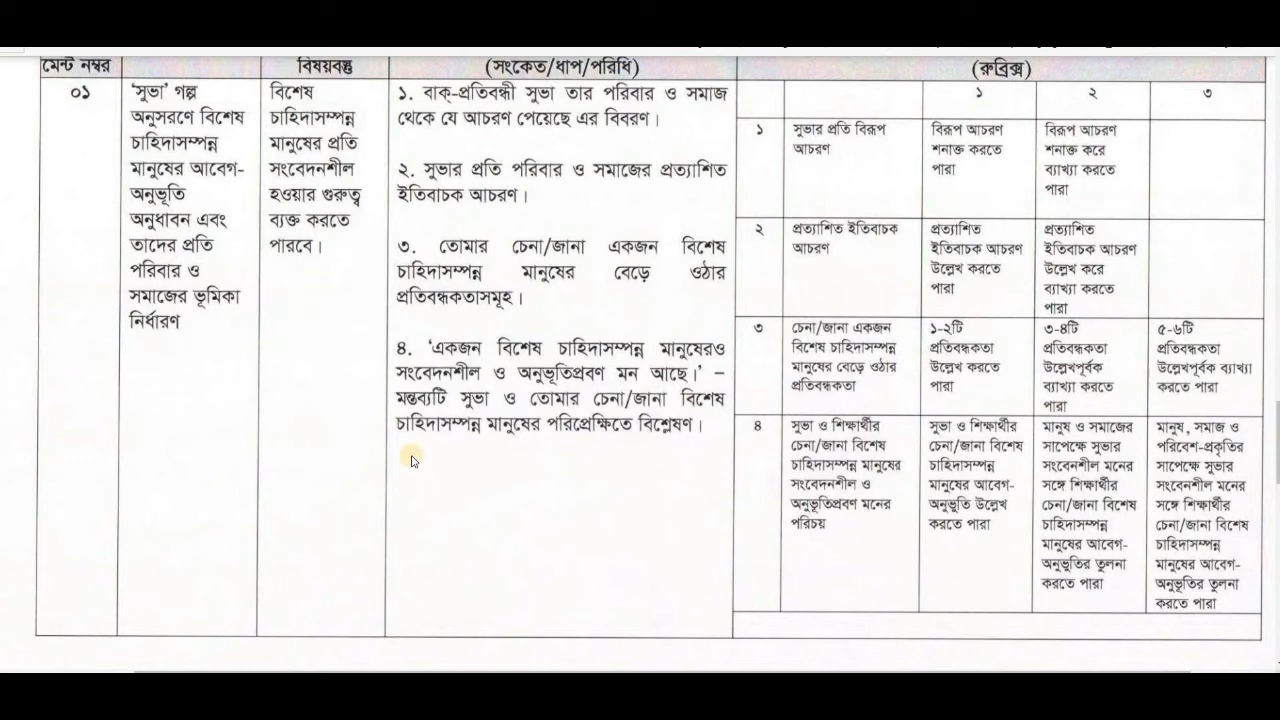 মেন্ট নম্বর
বিষয়বস্তু
(সংকেত/ধাপ/পরিধি)
(রুব্রিক্স)
০১
'সুভা' গল্প
অনুসরণে বিশেষ
চাহিদাসম্পন্ন
মানুষের আবেগ-
অনুভূতি
অনুধাবন এবং
তাদের প্রতি
পরিবার ও
সমাজের ভূমিকা
নির্ধারণ
বিশেষ
চাহিদাসম্পন্ন
মানুষের প্রতি
সংবেদনশীল
হওয়ার গুরুত্ব
ব্যক্ত করতে
পারবে।
১. বাক্-প্রতিবন্ধী সুভা তার পরিবার ও সমাজ
থেকে যে আচরণ পেয়েছে এর বিবরণ।
২. সুভার প্রতি পরিবার ও সমাজের প্রত্যাশিত
ইতিবাচক আচরণ।
৩. তোমার চেনা/জানা একজন বিশেষ
চাহিদাসম্পন্ন মানুষের বেড়ে ওঠার
প্রতিবন্ধকতাসমূহ।
৪. 'একজন বিশেষ চাহিদাসম্পন্ন মানুষেরও
সংবেদনশীল ও অনুভূতিপ্রবণ মন আছে।' –
মন্তব্যটি সুভা ও তোমার চেনা/জানা বিশেষ
চাহিদাসম্পন্ন মানুষের পরিপ্রেক্ষিতে বিশ্লেষণ।
১
২
৩
১
সুভার প্রতি বিরূপ
আচরণ
বিরূপ আচরণ
শনাক্ত করতে
পারা
বিরূপ আচরণ
শনাক্ত করে
ব্যাখ্যা করতে
পারা
২
প্রত্যাশিত ইতিবাচক
আচরণ
প্রত্যাশিত
ইতিবাচক আচরণ
উল্লেখ করতে
পারা
প্রত্যাশিত
ইতিবাচক আচরণ
উল্লেখ করে
ব্যাখ্যা করতে
পারা
৩
চেনা/জানা একজন
বিশেষ চাহিদাসম্পন্ন
মানুষের বেড়ে ওঠার
প্রতিবন্ধকতা
১-২টি
প্রতিবন্ধকতা
উল্লেখ করতে
পারা
৩-৪টি
প্রতিবন্ধকতা
উল্লেখপূর্বক
ব্যাখ্যা করতে
পারা
৫-৬টি
প্রতিবন্ধকতা
উল্লেখপূর্বক ব্যাখ্যা
করতে পারা
৪
সুভা ও শিক্ষার্থীর
চেনা/জানা বিশেষ
চাহিদাসম্পন্ন মানুষের
সংবেদনশীল ও
অনুভূতিপ্রবণ মনের
পরিচয়
সুভা ও শিক্ষার্থীর
চেনা/জানা বিশেষ
চাহিদাসম্পন্ন
মানুষের আবেগ-
অনুভূতি উল্লেখ
করতে পারা
মানুষ ও সমাজের
সাপেক্ষে সুভার
সংবেনশীল মনের
সঙ্গে শিক্ষার্থীর
চেনা/জানা বিশেষ
চাহিদাসম্পন্ন
মানুষের আবেগ-
অনুভূতির তুলনা
করতে পারা
মানুষ, সমাজ ও
পরিবেশ-প্রকৃতির
সাপেক্ষে সুভার
সংবেনশীল মনের
সঙ্গে শিক্ষার্থীর
চেনা/জানা বিশেষ
চাহিদাসম্পন্ন
মানুষের আবেগ-
অনুভূতির তুলনা
করতে পারা